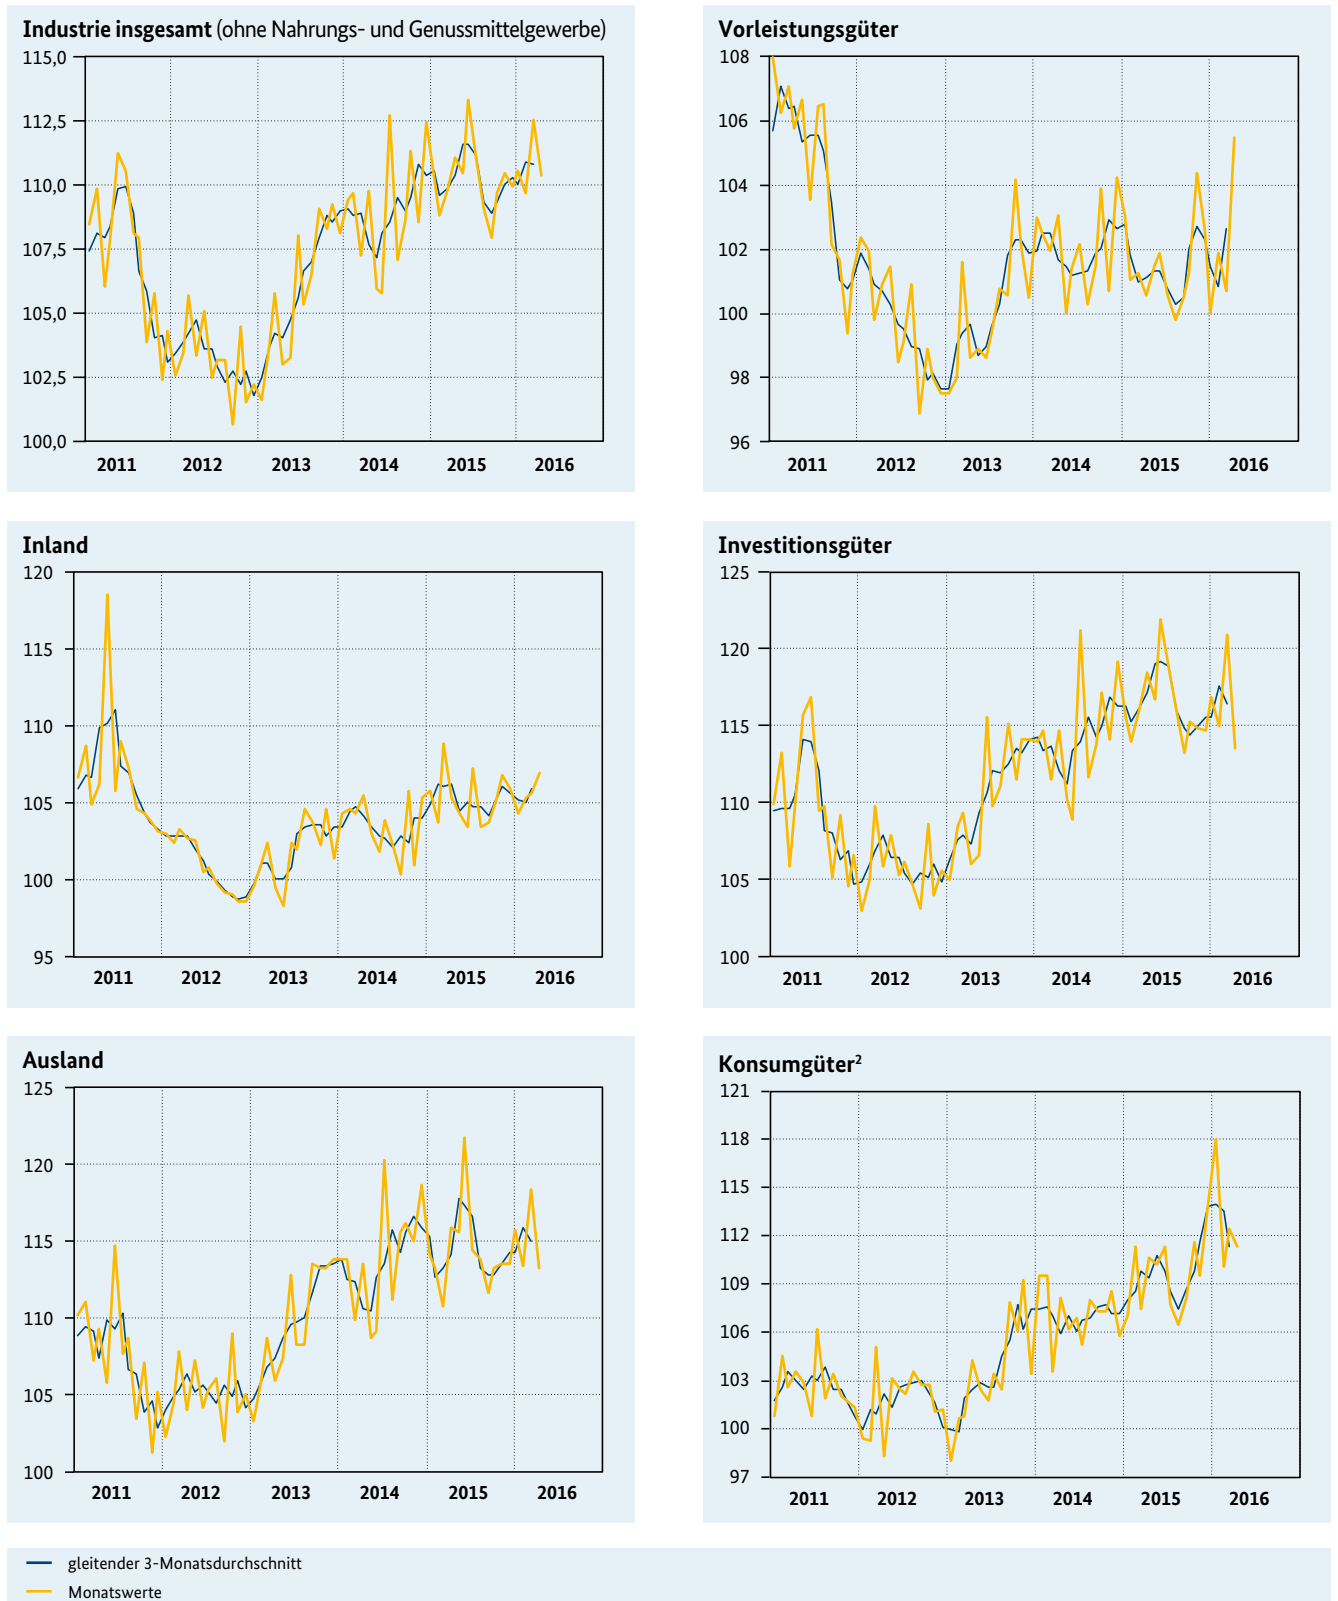 Industrie insgesamt (ohne Nahrungs- und Genussmittelgewerbe)
115,0
112,5
110,0
107,5
105,0
102,5
100,0
2011 2012 2013 2014 2015 2016
Vorleistungsgüter
108
106
104
102
100
98
96
2011 2012 2013 2014 2015 2016
Inland
120
115
110
105
100
95
2011 2012 2013 2014 2015 2016
Investitionsgüter
125
120
115
110
105
100
2011 2012 2013 2014 2015 2016
Ausland
125
120
115
110
105
100
2011 2012 2013 2014 2015 2016
Konsumgüter²
121
118
115
112
109
106
103
100
97
2011 2012 2013 2014 2015 2016
gleitender 3-Monatsdurchschnitt
Monatswerte